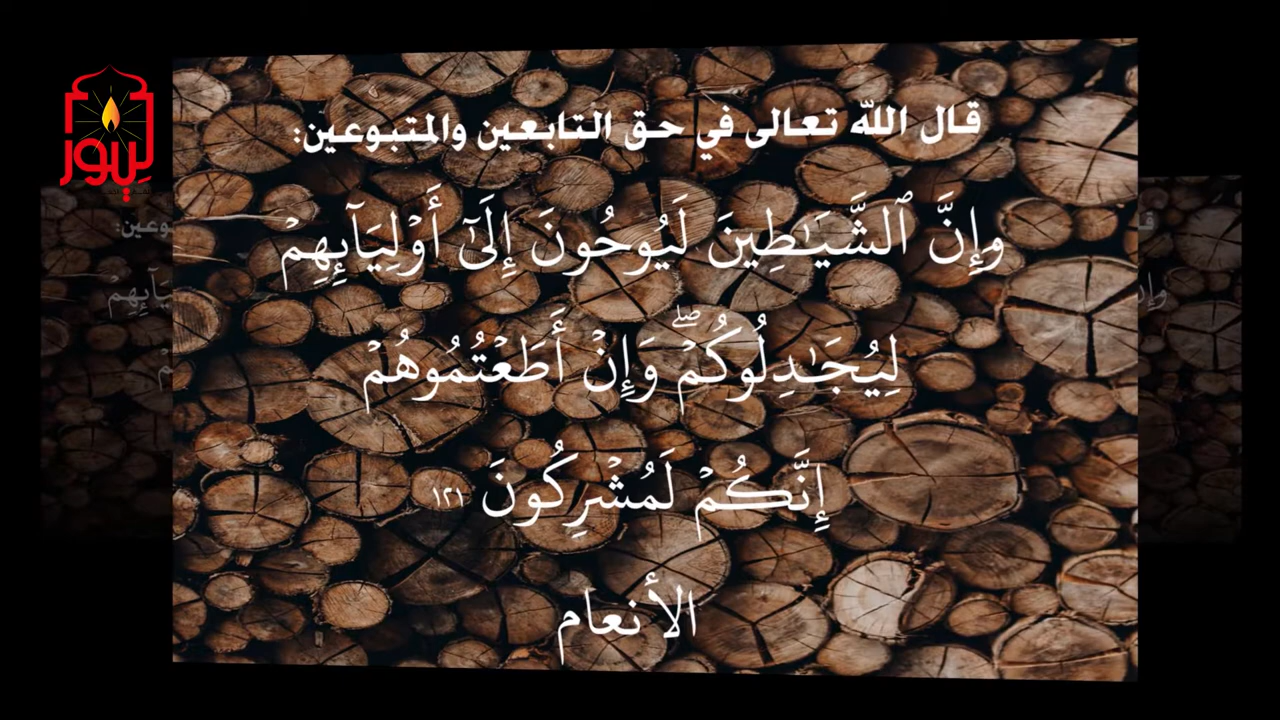 قال الله تعالى في حق التابعين والمتبوعين:
وَإِنَّ ٱلشَّيَـٰطِينَ لَيُوحُونَ إِلَىٰٓ أَوْلِيَآئِهِمْ
لِيُجَـٰدِلُوكُمْ ۖ وَإِنْ أَطَعْتُمُوهُمْ
إِنَّكُمْ لَمُشْرِكُونَ ١٢١
الأنعام